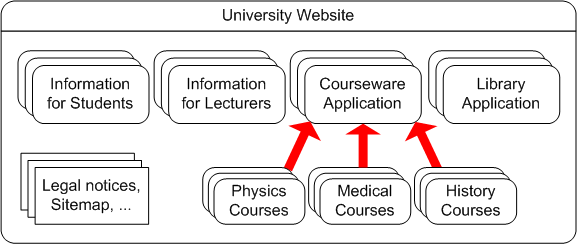 University Website
Information
for Students
Information
for Lecturers
Courseware
Application
Library
Application
Legal notices,
Sitemap, ...
Physics
Courses
Medical
Courses
History
Courses